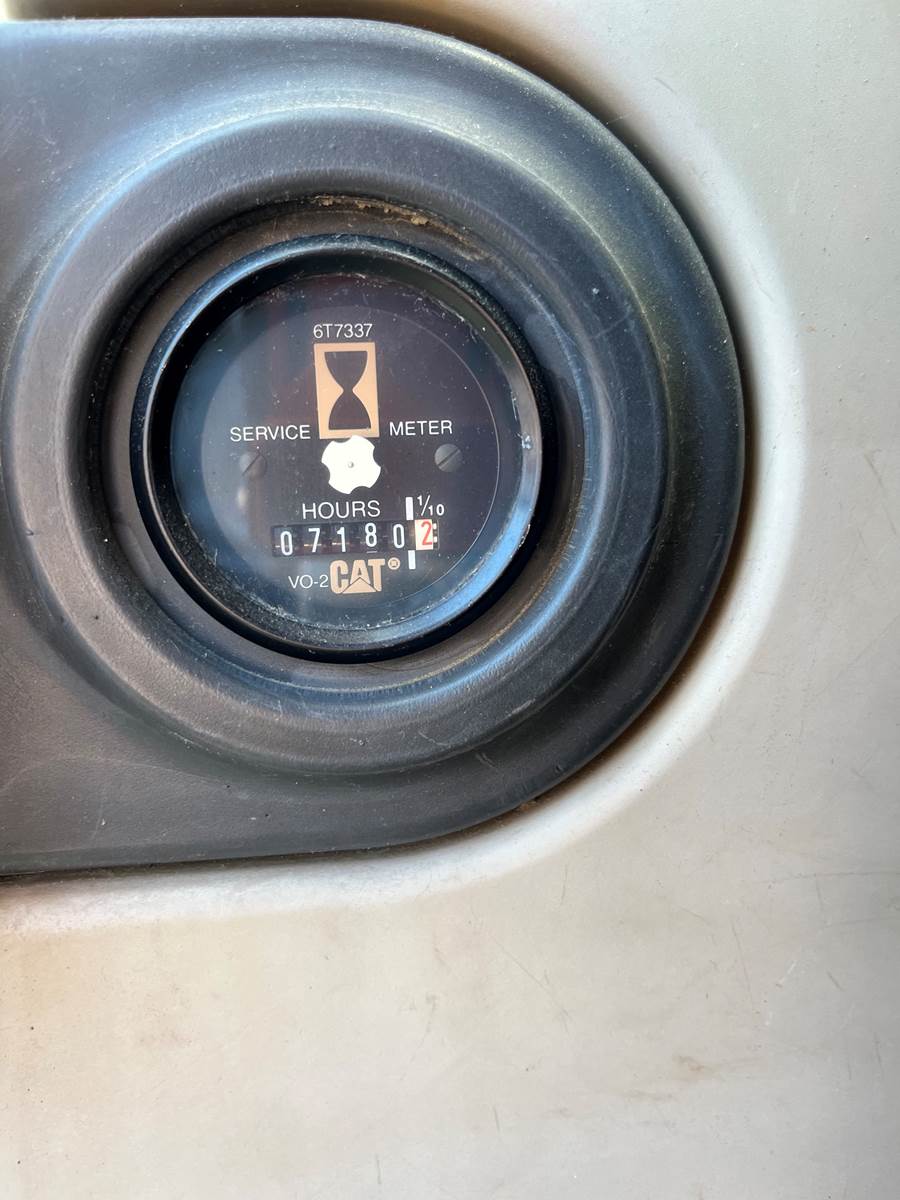 6T7337
SERVICE METER
HOURS 1/10
071802
VO-2 CAT®